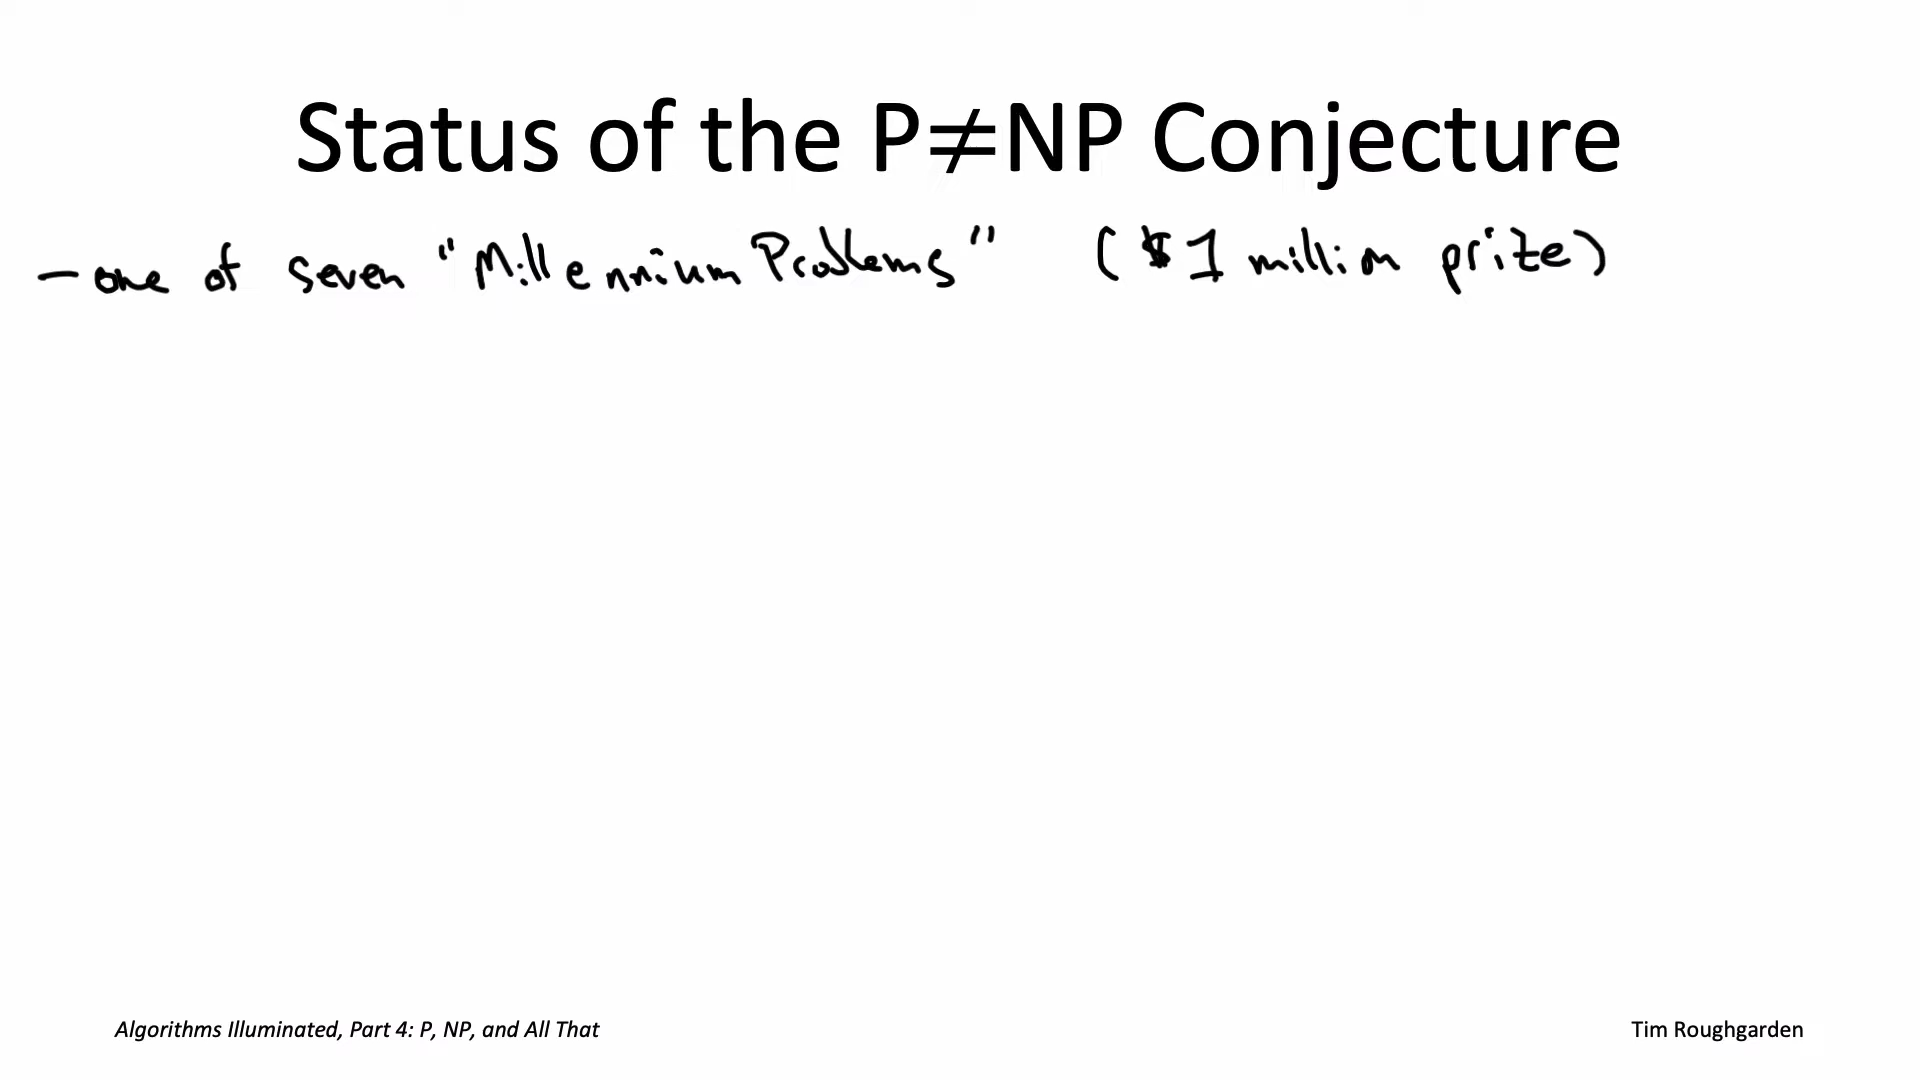 Status of the P≠NP Conjecture
- one of seven "Millennium Problems" ($1 million prize)
Algorithms Illuminated, Part 4: P, NP, and All That
Tim Roughgarden